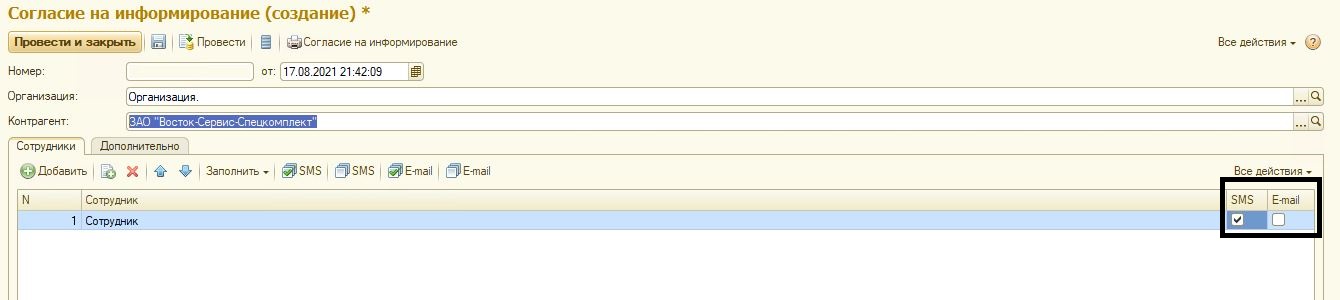 Согласие на информирование (создание) *
Провести и закрыть Провести Согласие на информирование Все действия ?
Номер: от: 17.08.2021 21:42:09
Организация: Организация. ...
Контрагент: ЗАО "Восток-Сервис-Спецкомплект" ...
Сотрудники Дополнительно
Добавить Заполнить SMS SMS E-mail E-mail Все действия
N Сотрудник SMS E-mail
1 Сотрудник